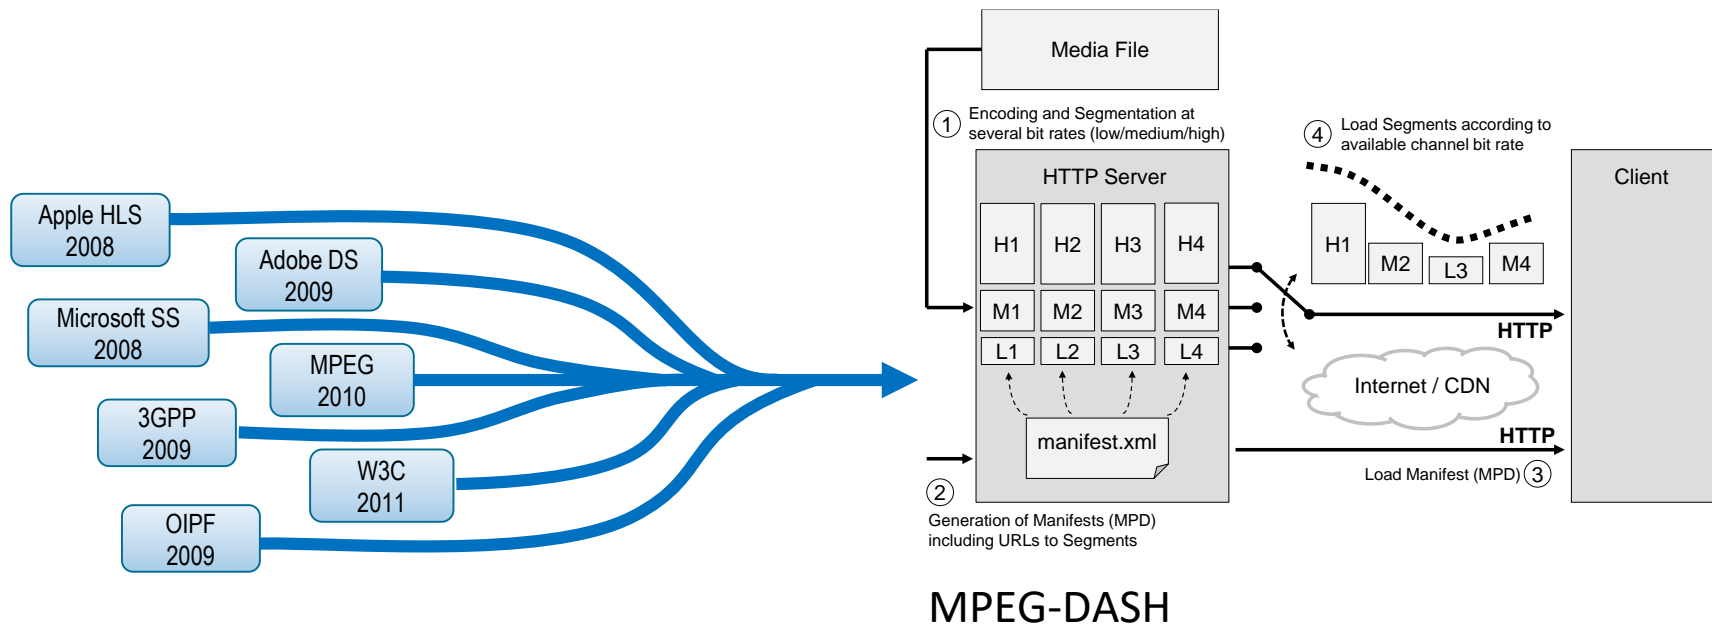 Apple HLS
2008
Adobe DS
2009
Microsoft SS
2008
MPEG
2010
3GPP
2009
W3C
2011
OIPF
2009
Media File
1
Encoding and Segmentation at
several bit rates (low/medium/high)
HTTP Server
H1 H2 H3 H4
M1 M2 M3 M4
L1 L2 L3 L4
manifest.xml
2
Generation of Manifests (MPD)
including URLs to Segments
4
Load Segments according to
available channel bit rate
H1 M2 L3 M4
HTTP
Internet / CDN
HTTP
Load Manifest (MPD) 3
Client
MPEG-DASH